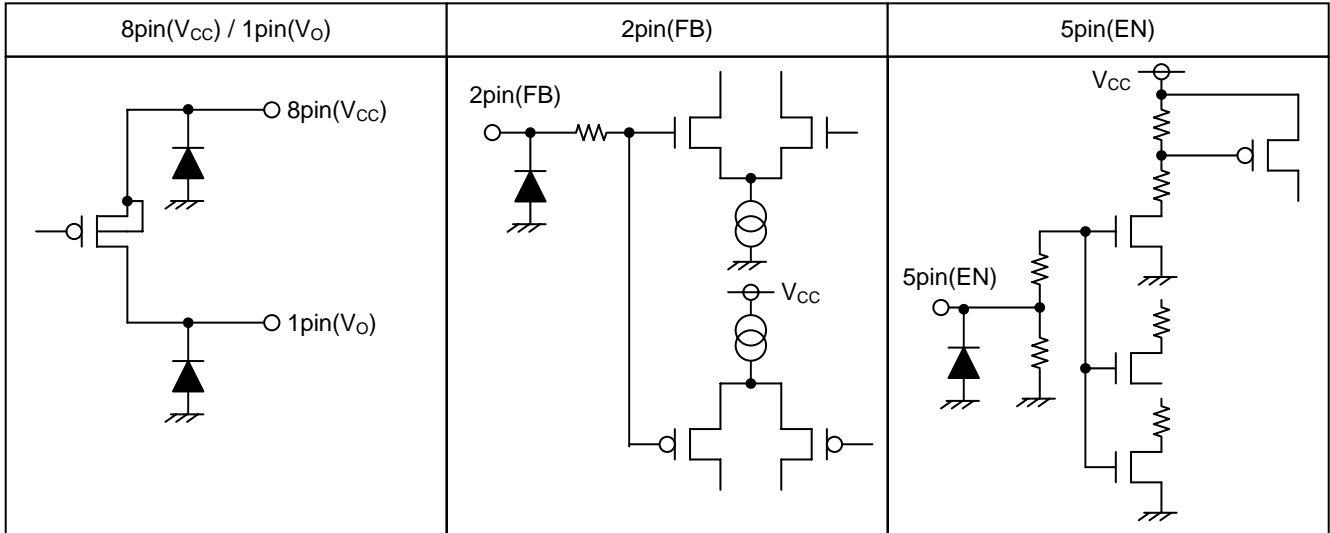 8pin(VCC) / 1pin(VO)
2pin(FB)
5pin(EN)
8pin(VCC)
1pin(VO)
2pin(FB)
VCC
VCC
5pin(EN)